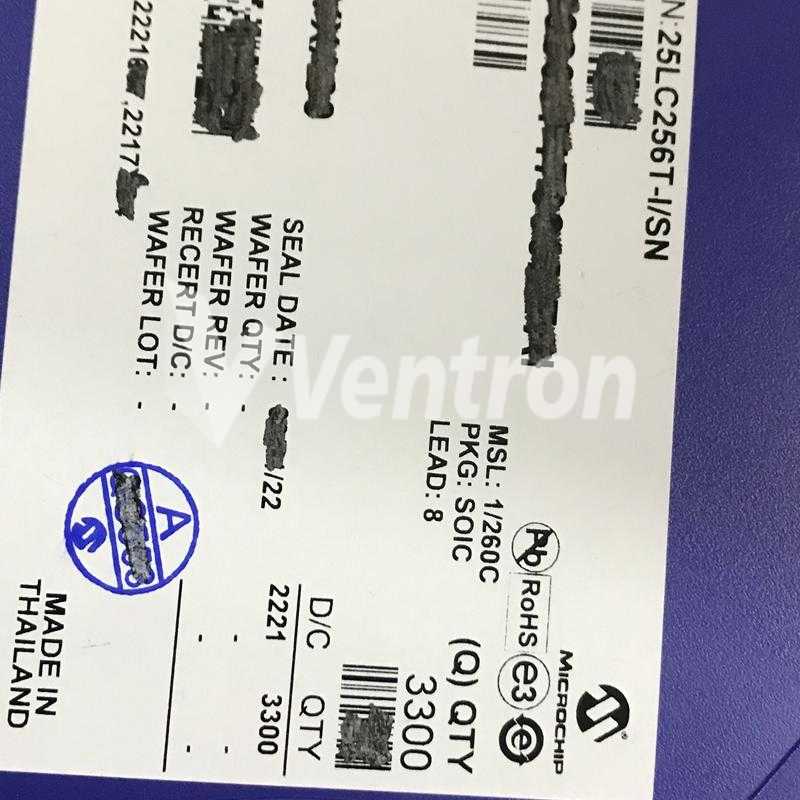 N:25LC256T-I/SN
MICROCHIP
Pb RoHS e3 e
MSL: 1/260C
PKG: SOIC
LEAD: 8
(Q) QTY
3300
D/C QTY
2221 3300
- -
- -
SEAL DATE : /22
WAFER QTY: -
WAFER REV: -
RECERT D/C: -
WAFER LOT: -
,2217
A
MADE IN
THAILAND
Ventron